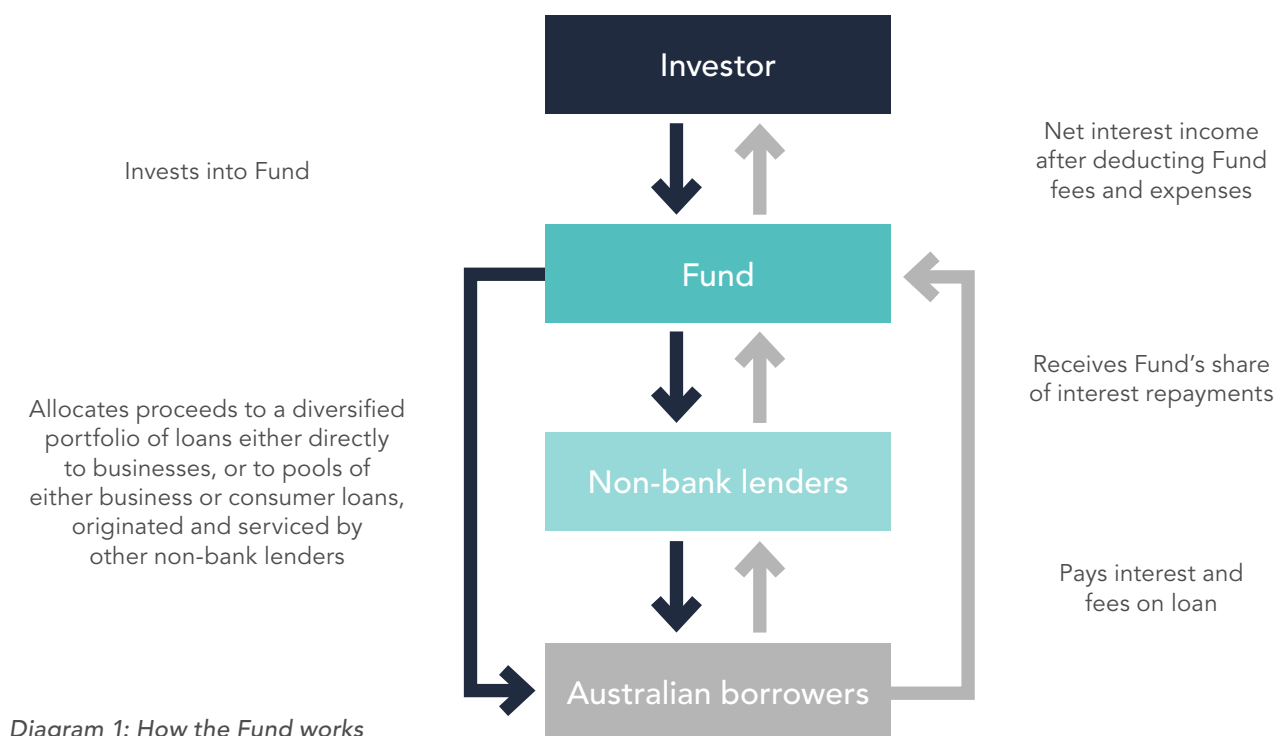 Investor
Invests into Fund
Net interest income
after deducting Fund
fees and expenses
Fund
Allocates proceeds to a diversified
portfolio of loans either directly
to businesses, or to pools of
either business or consumer loans,
originated and serviced by
other non-bank lenders
Receives Fund's share
of interest repayments
Non-bank lenders
Pays interest and
fees on loan
Australian borrowers
Diagram 1: How the Fund works